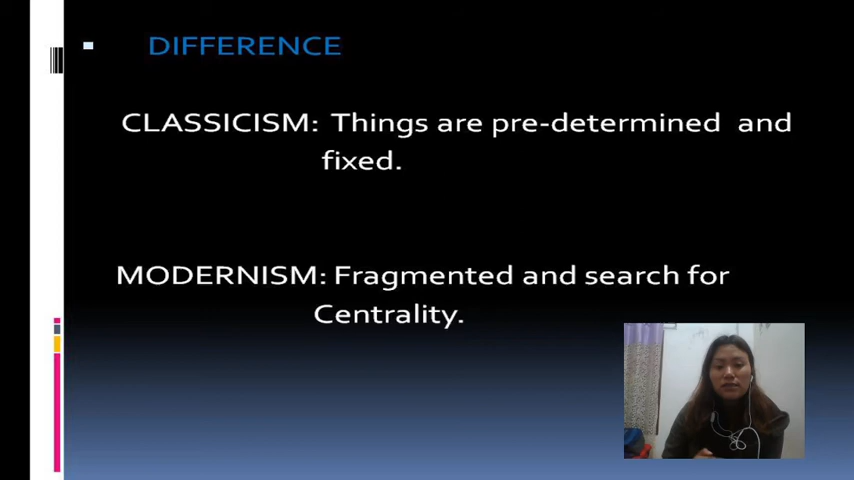 DIFFERENCE
CLASSICISM: Things are pre-determined and
fixed.
MODERNISM: Fragmented and search for
Centrality.